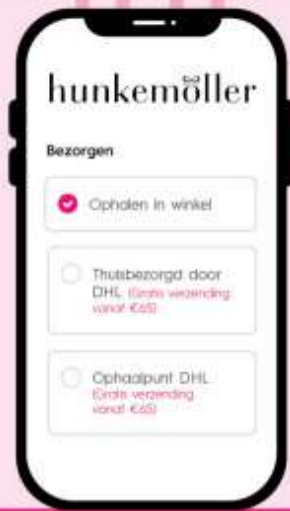 hunkemöller
Bezorgen
Ophalen in winkel
Thuisbezorgd door
DHL (Gratis verzending
vanaf €65)
Ophaalpunt DHL
(Gratis verzending
vanaf €65)